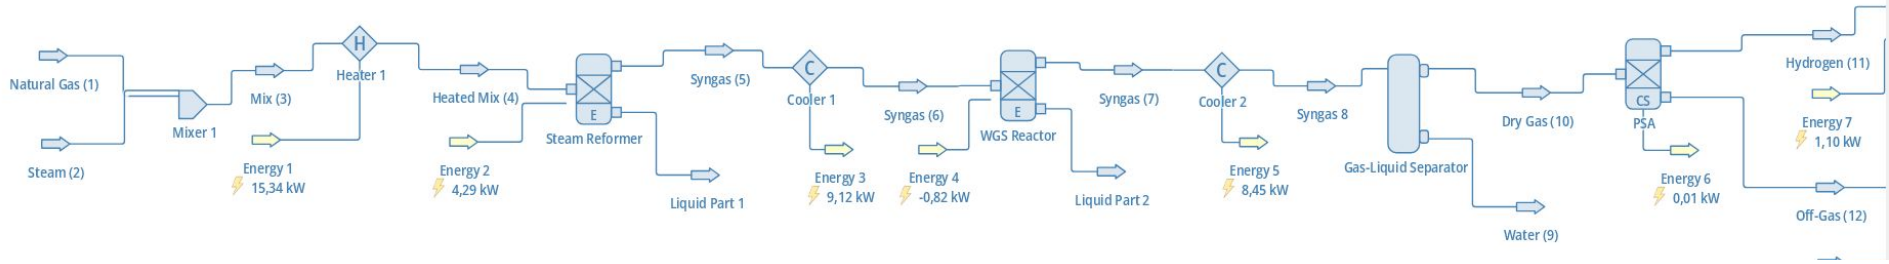 Natural Gas (1)
Steam (2)
Mixer 1
Mix (3)
Energy 1
15,34 kW
H
Heater 1
Heated Mix (4)
Energy 2
4,29 kW
E
Steam Reformer
Liquid Part 1
Syngas (5)
C
Cooler 1
Energy 3
9,12 kW
Syngas (6)
Energy 4
-0,82 kW
E
WGS Reactor
Liquid Part 2
Syngas (7)
C
Cooler 2
Energy 5
8,45 kW
Syngas 8
Gas-Liquid Separator
Water (9)
Dry Gas (10)
CS
PSA
Energy 6
0,01 kW
Hydrogen (11)
Energy 7
1,10 kW
Off-Gas (12)